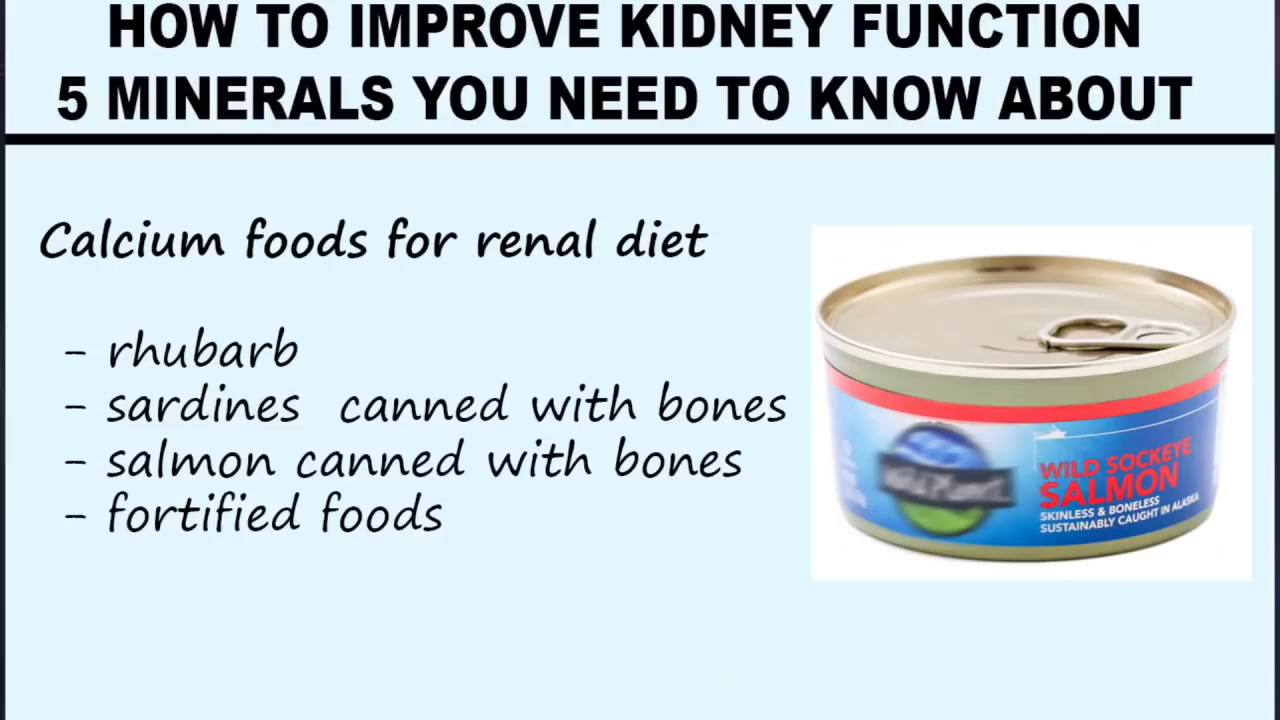 HOW TO IMPROVE KIDNEY FUNCTION
5 MINERALS YOU NEED TO KNOW ABOUT
Calcium foods for renal diet
- rhubarb
- sardines canned with bones
- salmon canned with bones
- fortified foods
WILD SOCKEYE
SALMON
SKINLESS & BONELESS
SUSTAINABLY CAUGHT IN ALASKA